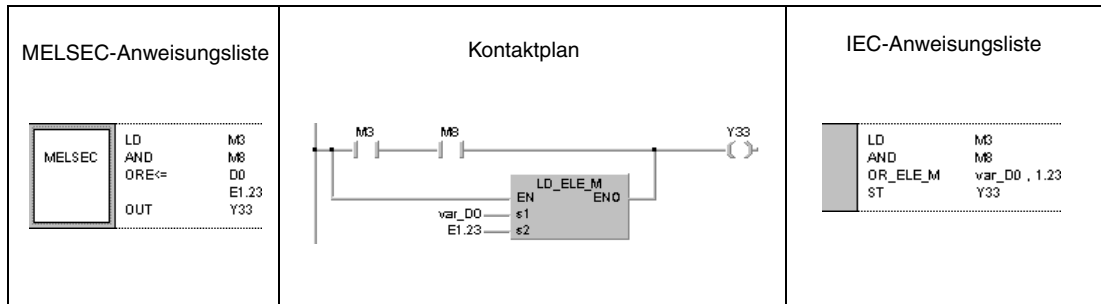 MELSEC-Anweisungsliste
MELSEC
LD M3
AND M8
ORE<= D0
E1.23
OUT Y33
Kontaktplan
M3 M8 Y33
LD_ELE_M
EN ENO
var_D0 s1
E1.23 s2
IEC-Anweisungsliste
LD M3
AND M8
OR_ELE_M var_D0 , 1.23
ST Y33